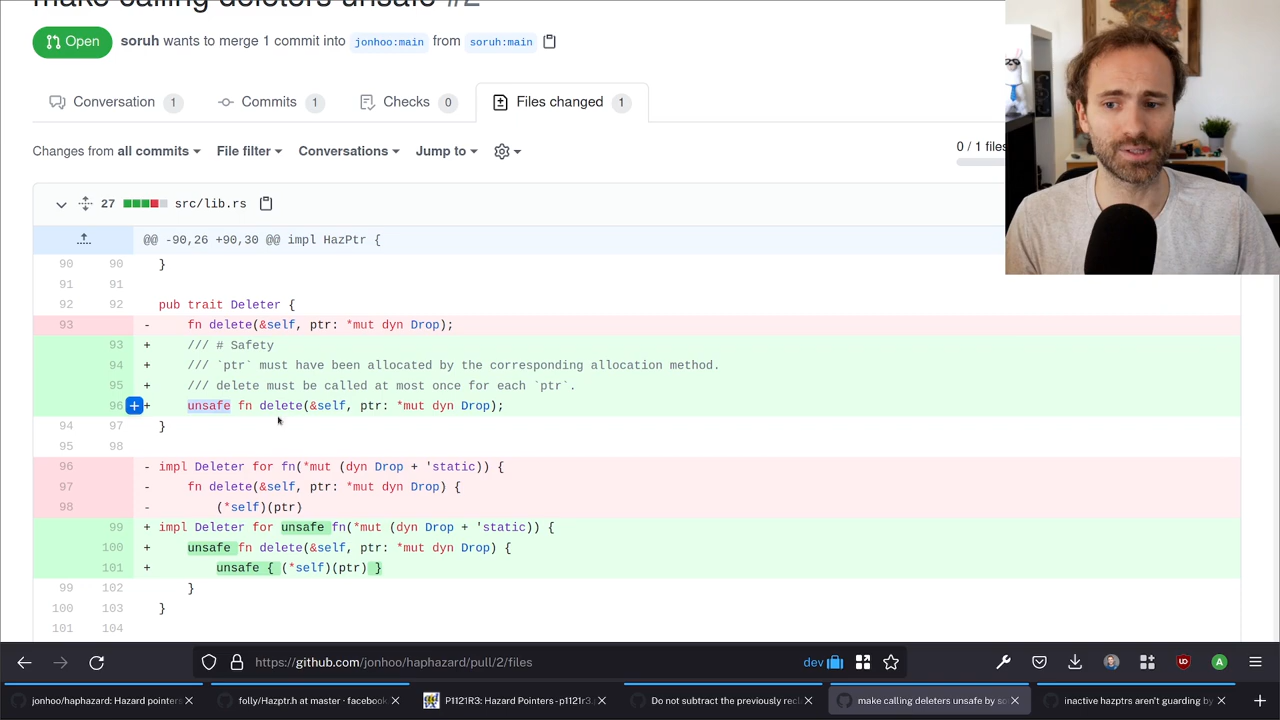 make calling deleters unsafe #2
Open soruh wants to merge 1 commit into jonhoo:main from soruh:main
Conversation 1 Commits 1 Checks 0 Files changed 1
Changes from all commits File filter Conversations Jump to 0 / 1 files
27 src/lib.rs
@@ -90,26 +90,30 @@ impl HazPtr {
90 90 }
91 91
92 92 pub trait Deleter {
93 - fn delete(&self, ptr: *mut dyn Drop);
93 + /// # Safety
94 + /// `ptr` must have been allocated by the corresponding allocation method.
95 + /// delete must be called at most once for each `ptr`.
96 + unsafe fn delete(&self, ptr: *mut dyn Drop);
94 97 }
95 98
96 - impl Deleter for fn(*mut (dyn Drop + 'static)) {
97 - fn delete(&self, ptr: *mut dyn Drop) {
98 - (*self)(ptr)
99 + impl Deleter for unsafe fn(*mut (dyn Drop + 'static)) {
100 + unsafe fn delete(&self, ptr: *mut dyn Drop) {
101 + unsafe { (*self)(ptr) }
99 102 }
100 103 }
101 104
https://github.com/jonhoo/haphazard/pull/2/files dev
jonhoo/haphazard: Hazard pointers folly/Hazptr.h at master · facebook P1121R3: Hazard Pointers - p1121r3. Do not subtract the previously recl make calling deleters unsafe by so inactive hazptrs aren't guarding by